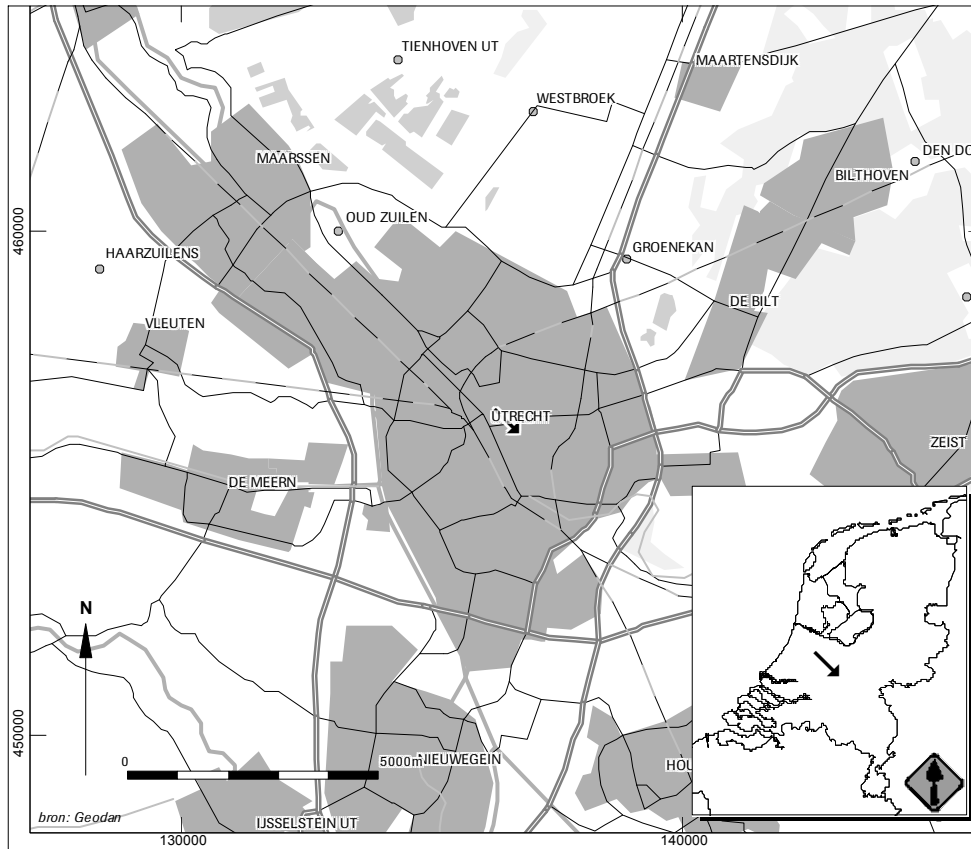 TIENHOVEN UT
MAARTENSDIJK
WESTBROEK
MAARSSEN
DEN DO
BILTHOVEN
OUD ZUILEN
460000
HAARZUILENS
GROENEKAN
DE BILT
VLEUTEN
UTRECHT
ZEIST
DE MEERN
N
450000
0
5000m
NIEUWEGEIN
HOU
bron: Geodan
IJSSELSTEIN UT
130000
140000